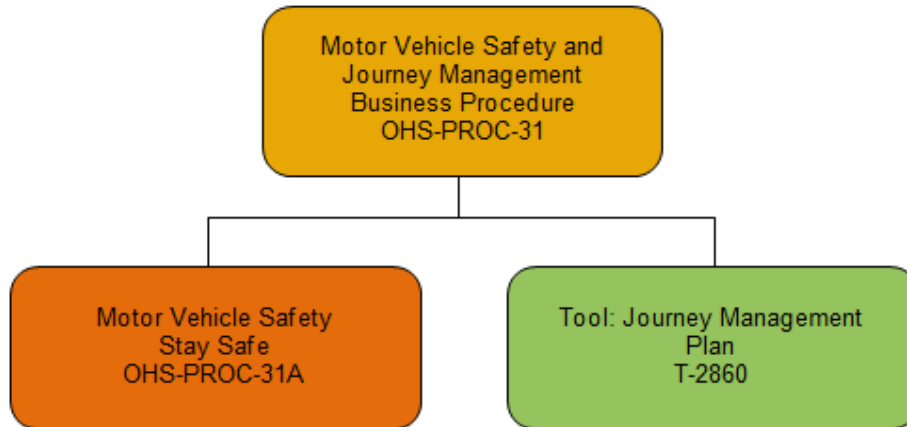 Motor Vehicle Safety and
Journey Management
Business Procedure
OHS-PROC-31
Motor Vehicle Safety
Stay Safe
OHS-PROC-31A
Tool: Journey Management
Plan
T-2860